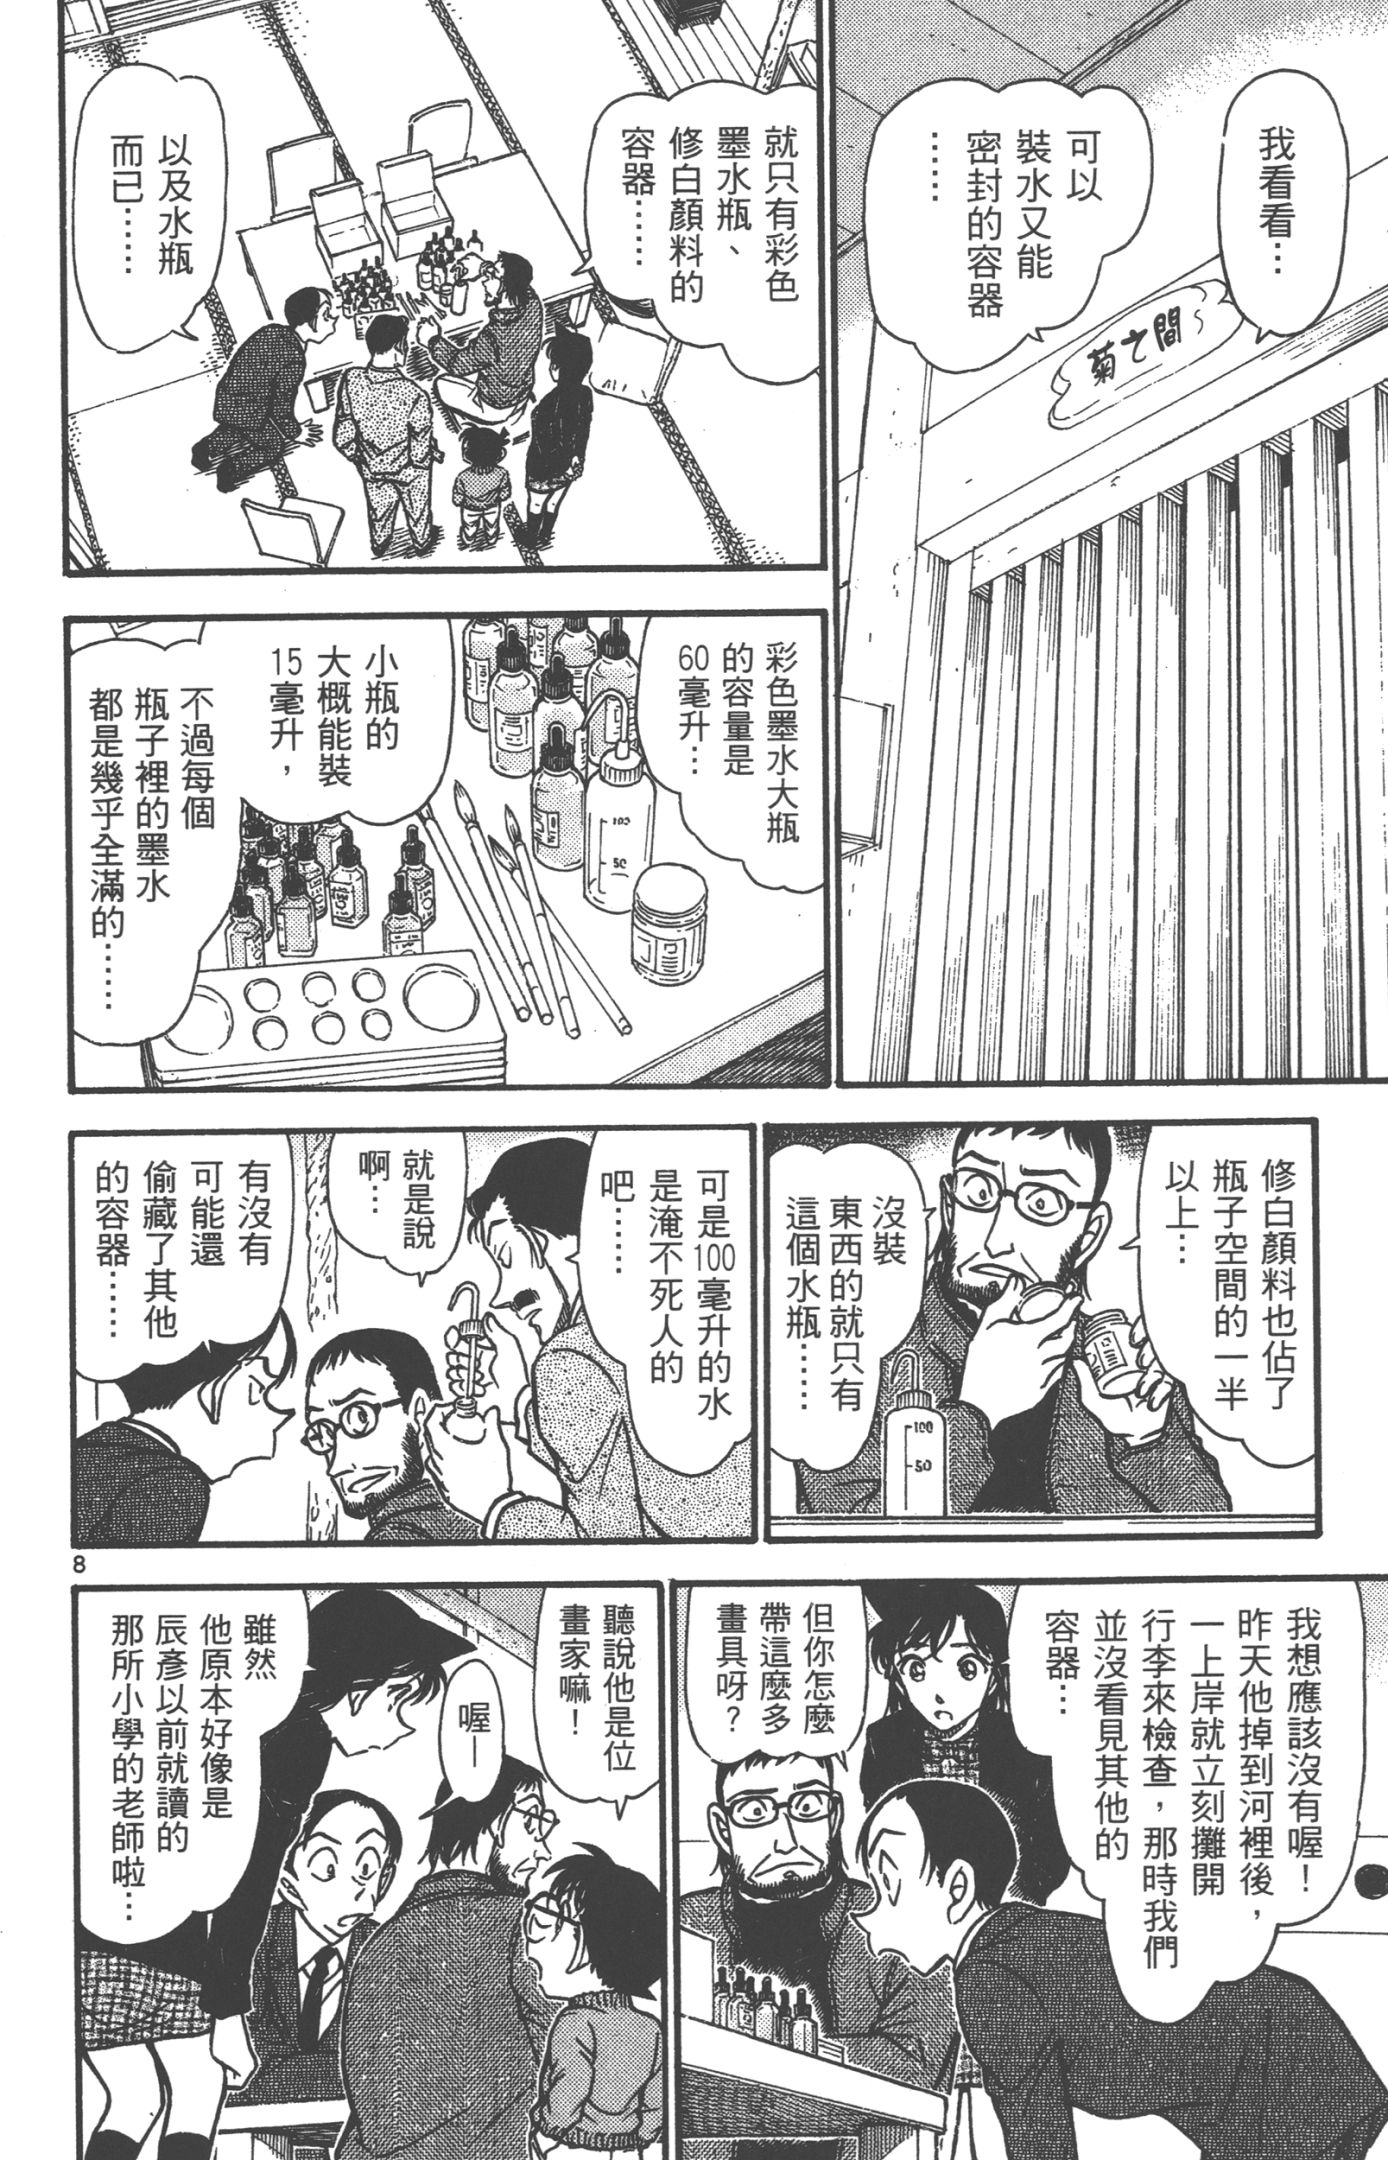 我看看…
可以
裝水又能
密封的容器
……
菊之間
就只有彩色
墨水瓶、
修白顏料的
容器……
以及水瓶
而已……
彩色墨水大瓶
的容量是
60毫升…
小瓶的
大概能裝
15毫升，
不過每個
瓶子裡的墨水
都是幾乎全滿的……
100
50
修白顏料也佔了
瓶子空間的一半
以上…
沒裝
東西的就只有
這個水瓶……
100
50
可是100毫升的水
是淹不死人的
吧……
就是說
啊…
有沒有
可能還
偷藏了其他
的容器……
8
我想應該沒有喔！
昨天他掉到河裡後，
一上岸就立刻攤開
行李來檢查，那時我們
並沒看見其他的
容器…
但你怎麼
帶這麼多
畫具呀？
聽說他是位
畫家嘛！
喔—
雖然
他原本好像是
辰彥以前就讀的
那所小學的老師啦…